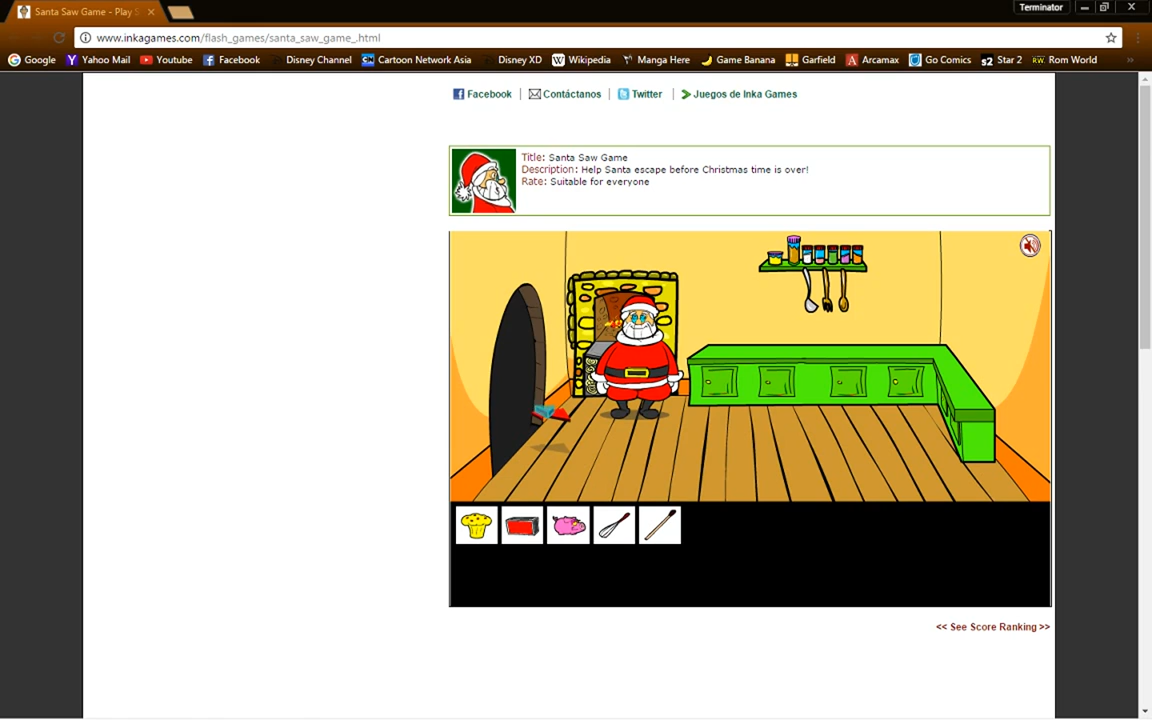 Santa Saw Game - Play S
Terminator
www.inkagames.com/flash_games/santa_saw_game_.html
Google Yahoo Mail Youtube Facebook Disney Channel Cartoon Network Asia Disney XD Wikipedia Manga Here Game Banana Garfield Arcamax Go Comics Star 2 Rom World
Facebook | Contáctanos | Twitter | Juegos de Inka Games
Title: Santa Saw Game
Description: Help Santa escape before Christmas time is over!
Rate: Suitable for everyone
<< See Score Ranking >>